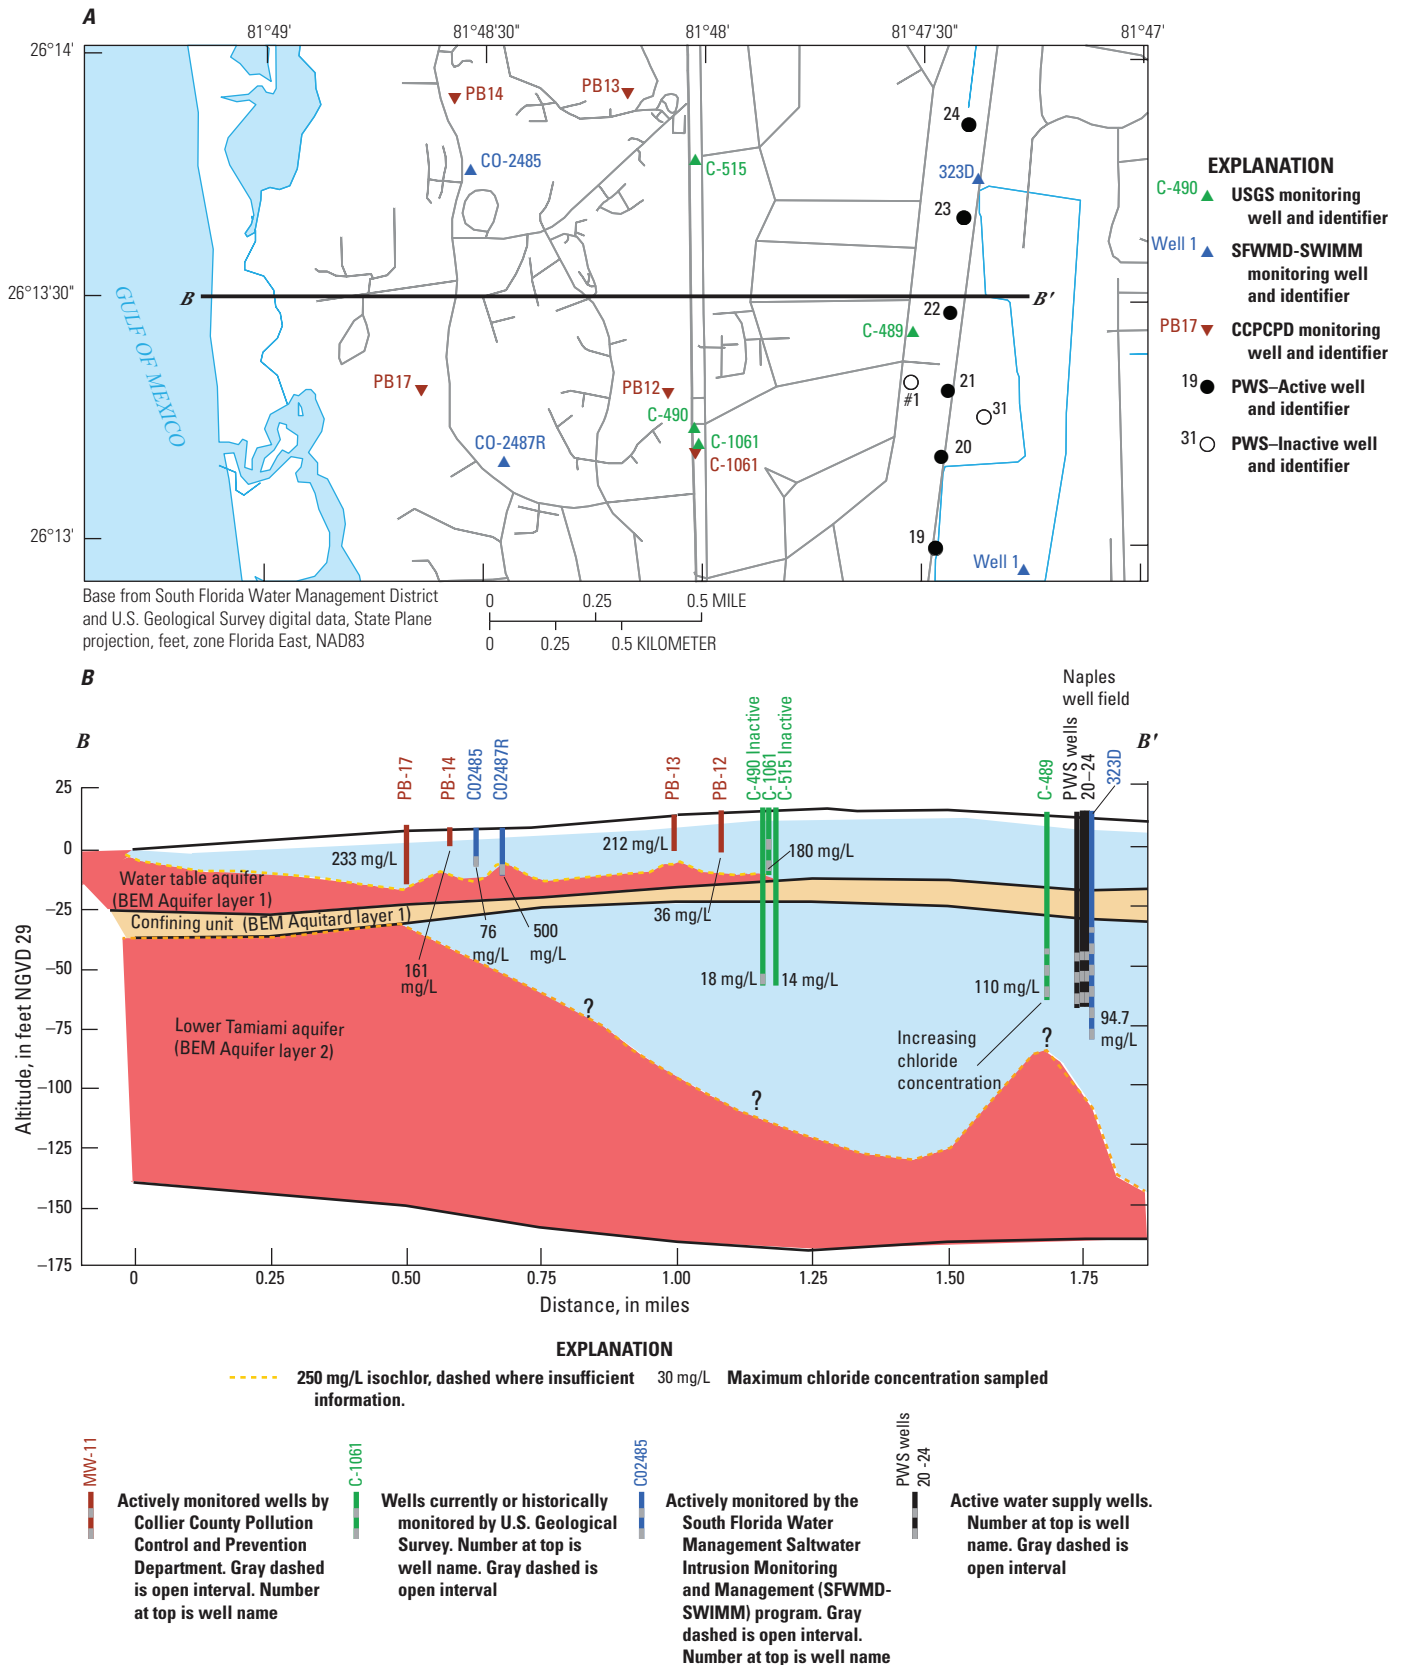 A
81°49'
81°48'30"
81°48'
81°47'30"
81°47'
26°14'
26°13'30"
26°13'
PB14
PB13
24
CO-2485
C-515
323D
23
B
B'
GULF OF MEXICO
22
C-489
PB17
PB12
21
#1
31
C-490
C-1061
C-1061
CO-2487R
20
19
Well 1
EXPLANATION
C-490
USGS monitoring
well and identifier
Well 1
SFWMD-SWIMM
monitoring well
and identifier
PB17
CCPCPD monitoring
well and identifier
19
PWS–Active well
and identifier
31
PWS–Inactive well
and identifier
Base from South Florida Water Management District
and U.S. Geological Survey digital data, State Plane
projection, feet, zone Florida East, NAD83
0 0.25 0.5 MILE
0 0.25 0.5 KILOMETER
B
B
B'
Naples
well field
PB-17
PB-14
C02485
C02487R
PB-13
PB-12
C-490 Inactive
C-1061
C-515 Inactive
C-489
PWS wells
20–24
323D
Altitude, in feet NGVD 29
25
0
–25
–50
–75
–100
–125
–150
–175
233 mg/L
212 mg/L
180 mg/L
Water table aquifer
(BEM Aquifer layer 1)
Confining unit (BEM Aquitard layer 1)
36 mg/L
161
mg/L
76
mg/L
500
mg/L
18 mg/L
14 mg/L
110 mg/L
94.7
mg/L
Lower Tamiami aquifer
(BEM Aquifer layer 2)
Increasing
chloride
concentration
?
?
?
0 0.25 0.50 0.75 1.00 1.25 1.50 1.75
Distance, in miles
EXPLANATION
250 mg/L isochlor, dashed where insufficient
information.
30 mg/L Maximum chloride concentration sampled
MW-11
Actively monitored wells by
Collier County Pollution
Control and Prevention
Department. Gray dashed
is open interval. Number
at top is well name
C-1061
Wells currently or historically
monitored by U.S. Geological
Survey. Number at top is
well name. Gray dashed is
open interval
C02485
Actively monitored by the
South Florida Water
Management Saltwater
Intrusion Monitoring
and Management (SFWMD-
SWIMM) program. Gray
dashed is open interval.
Number at top is well name
PWS wells
20 -24
Active water supply wells.
Number at top is well
name. Gray dashed is
open interval